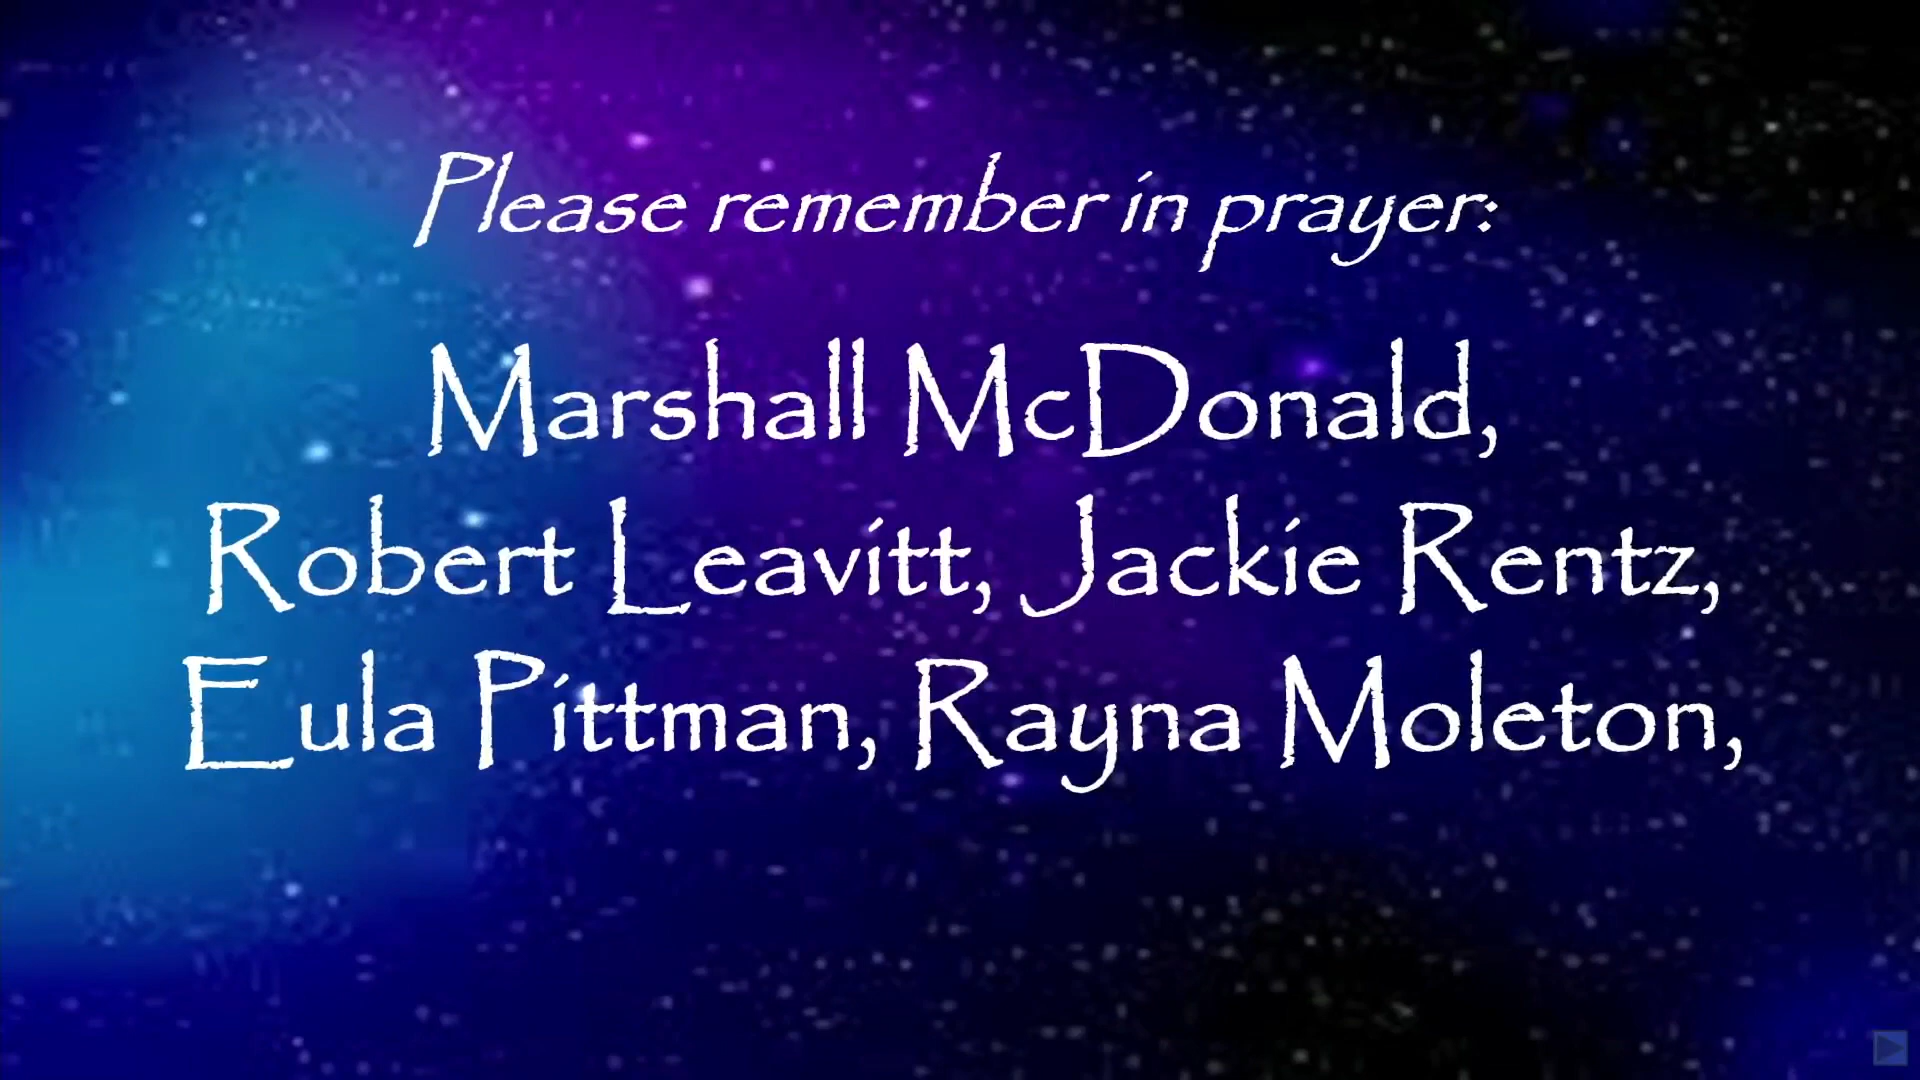 Please remember in prayer:
Marshall McDonald,
Robert Leavitt, Jackie Rentz,
Eula Pittman, Rayna Moleton,